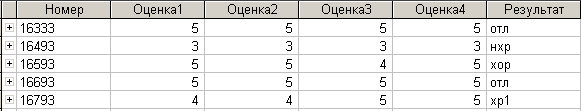 Номер Оценка1 Оценка2 Оценка3 Оценка4 Результат
16333 5 5 5 5 отл
16493 3 3 3 3 нхр
16593 5 5 4 5 хор
16693 5 5 5 5 отл
16793 4 4 5 5 хр1